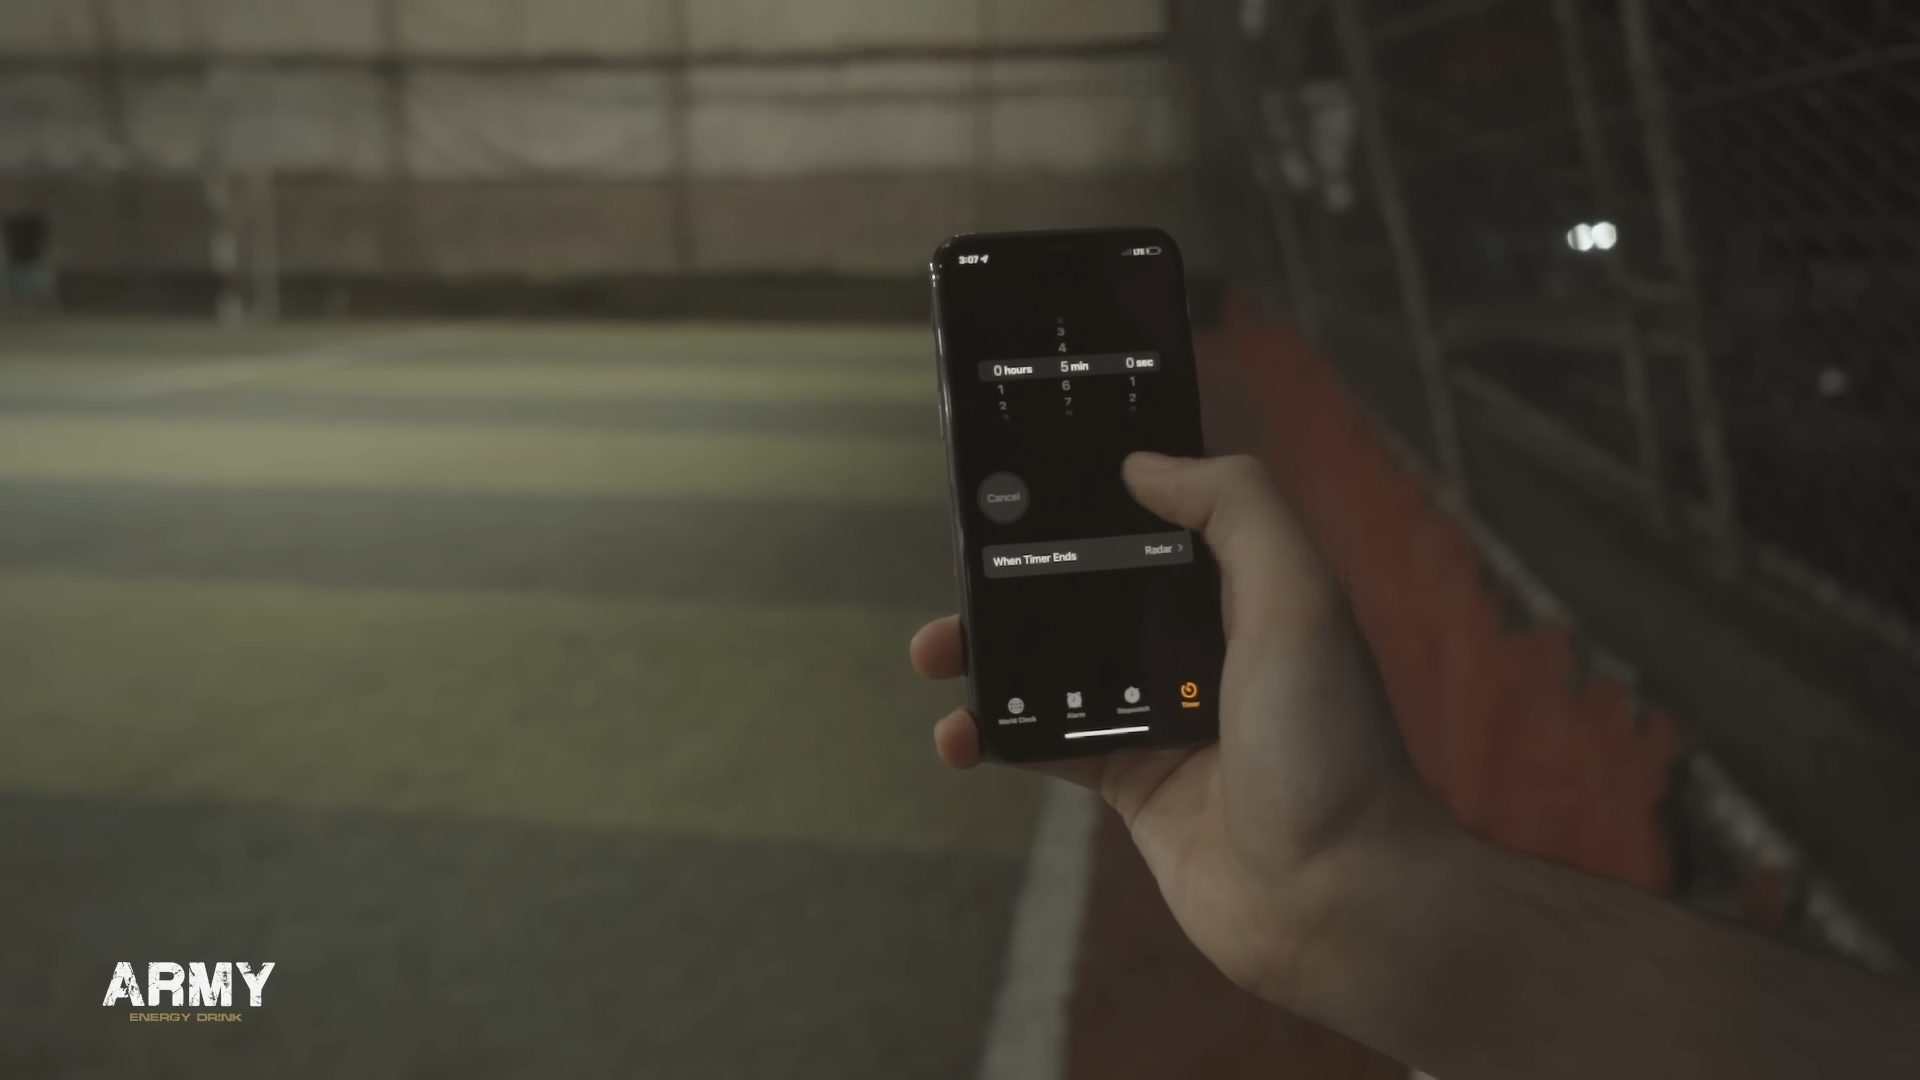 3:07 LTE
3
4
0 hours 5 min 0 sec
1 6 1
2 7 2
Cancel
When Timer Ends Radar >
World Clock Alarm Stopwatch Timer
ARMY
ENERGY DRINK